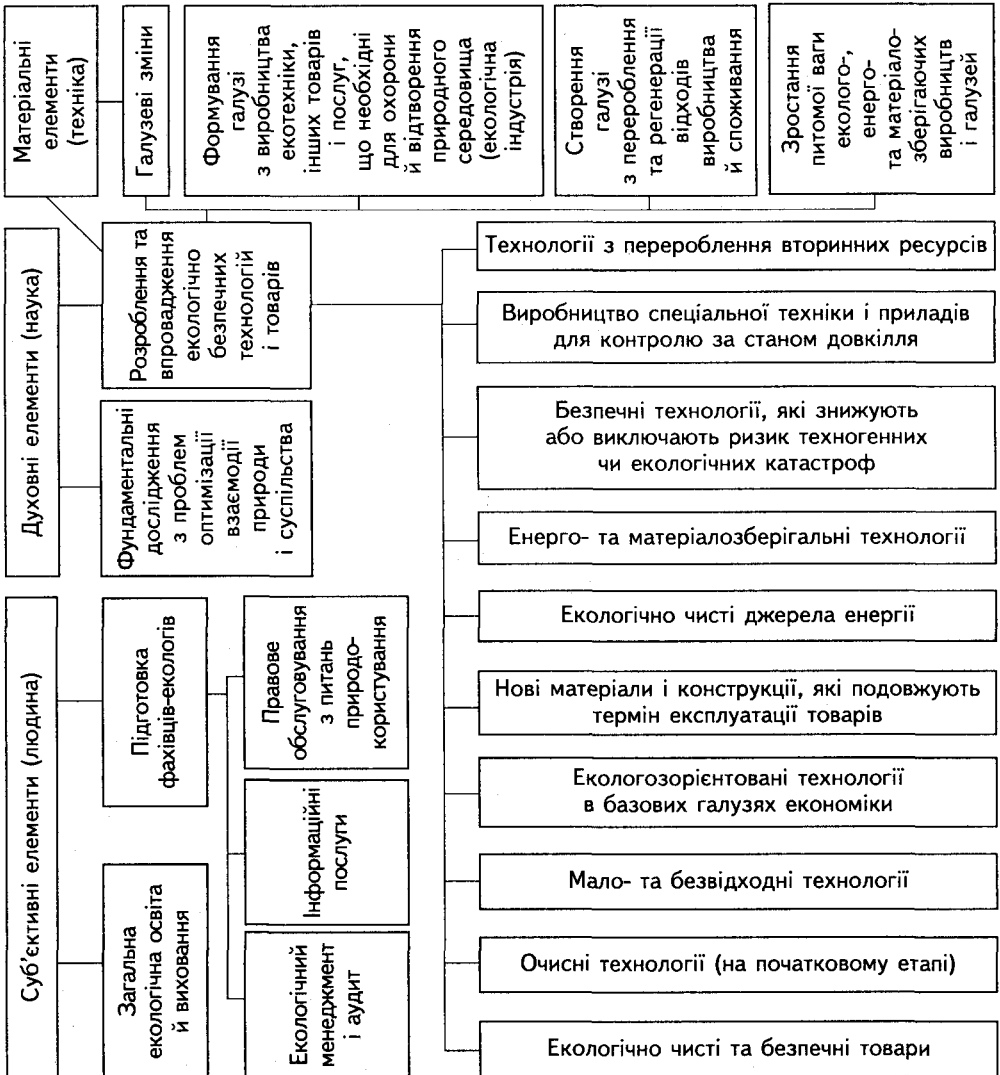 Суб'єктивні елементи (людина)
Духовні елементи (наука)
Матеріальні
елементи
(техніка)
Загальна
екологічна освіта
й виховання
Підготовка
фахівців-екологів
Фундаментальні
дослідження
з проблем
оптимізації
взаємодії
природи
і суспільства
Розроблення та
впровадження
екологічно
безпечних
технологій
і товарів
Галузеві зміни
Екологічний
менеджмент
і аудит
Інформаційні
послуги
Правове
обслуговування
з питань
природо-
користування
Формування
галузі
з виробництва
екотехніки,
інших товарів
і послуг,
що необхідні
для охорони
й відтворення
природного
середовища
(екологічна
індустрія)
Створення
галузі
з перероблення
та регенерації
відходів
виробництва
й споживання
Зростання
питомої ваги
еколого-,
енерго-
та матеріало-
зберігаючих
виробництв
і галузей
Технології з перероблення вторинних ресурсів
Виробництво спеціальної техніки і приладів
для контролю за станом довкілля
Безпечні технології, які знижують
або виключають ризик техногенних
чи екологічних катастроф
Енерго- та матеріалозберігальні технології
Екологічно чисті джерела енергії
Нові матеріали і конструкції, які подовжують
термін експлуатації товарів
Екологозорієнтовані технології
в базових галузях економіки
Мало- та безвідходні технології
Очисні технології (на початковому етапі)
Екологічно чисті та безпечні товари